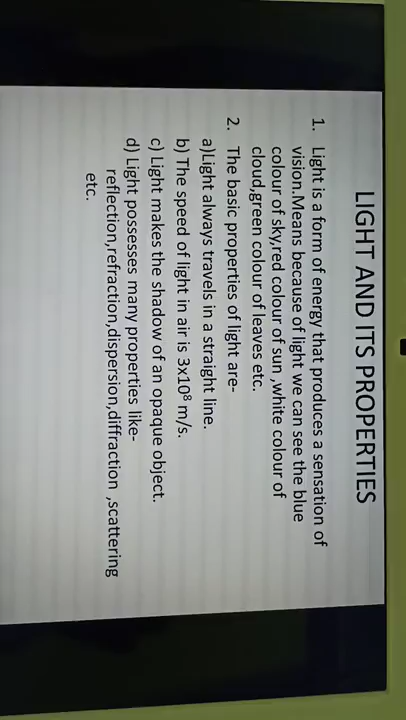 LIGHT AND ITS PROPERTIES
1. Light is a form of energy that produces a sensation of
vision.Means because of light we can see the blue
colour of sky,red colour of sun ,white colour of
cloud,green colour of leaves etc.
2. The basic properties of light are-
a)Light always travels in a straight line.
b) The speed of light in air is 3x10⁸ m/s.
c) Light makes the shadow of an opaque object.
d) Light possesses many properties like-
reflection,refraction,dispersion,diffraction ,scattering
etc.